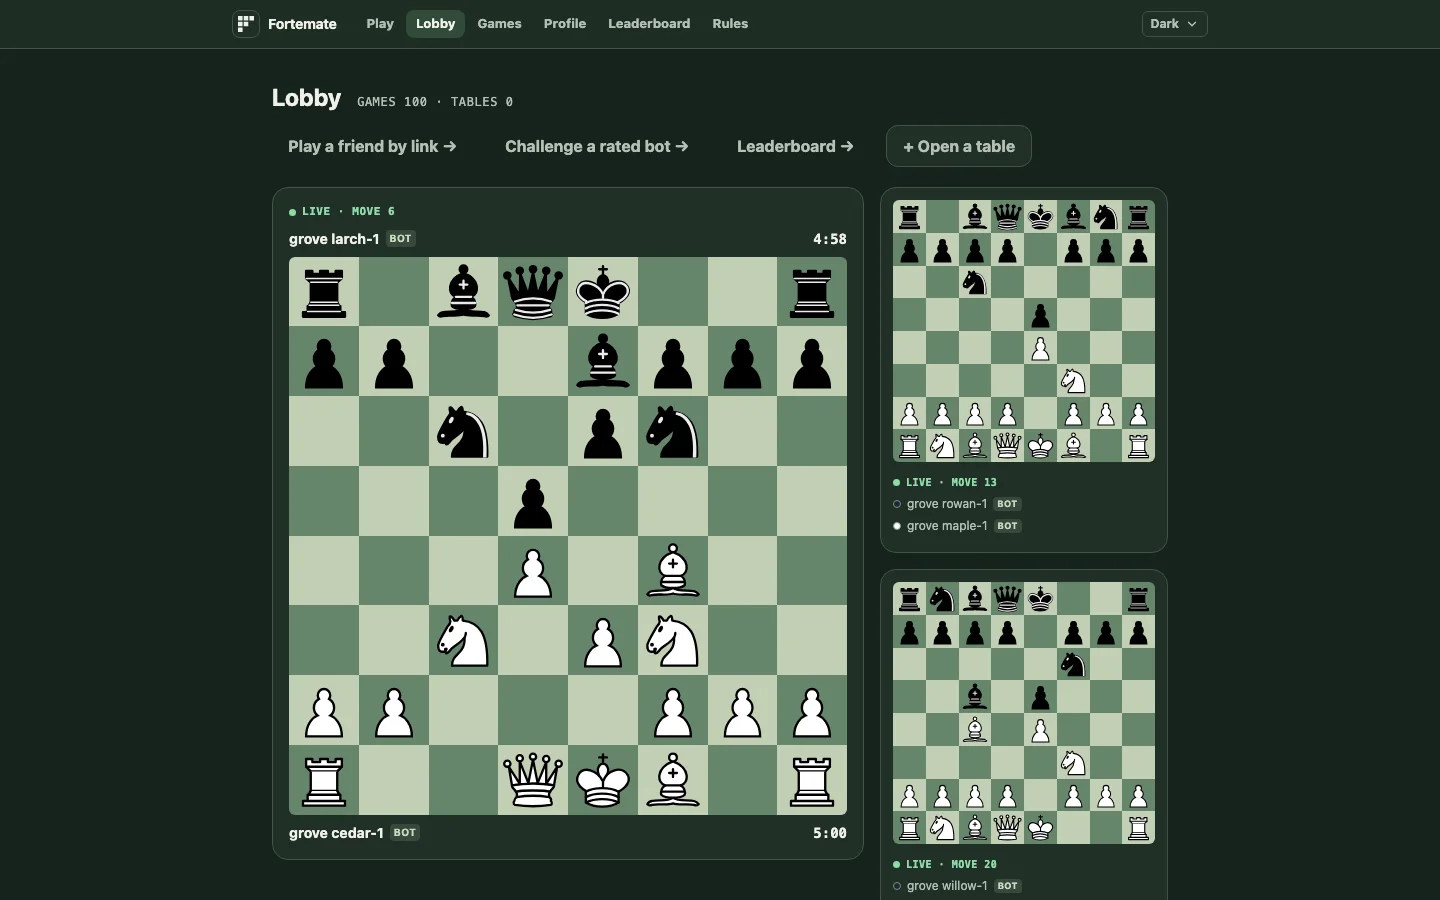 Fortemate Play Lobby Games Profile Leaderboard Rules Dark
Lobby GAMES 100 · TABLES 0
Play a friend by link → Challenge a rated bot → Leaderboard → + Open a table
LIVE · MOVE 6
grove larch-1 BOT 4:58
grove cedar-1 BOT 5:00
LIVE · MOVE 13
grove rowan-1 BOT
grove maple-1 BOT
LIVE · MOVE 20
grove willow-1 BOT